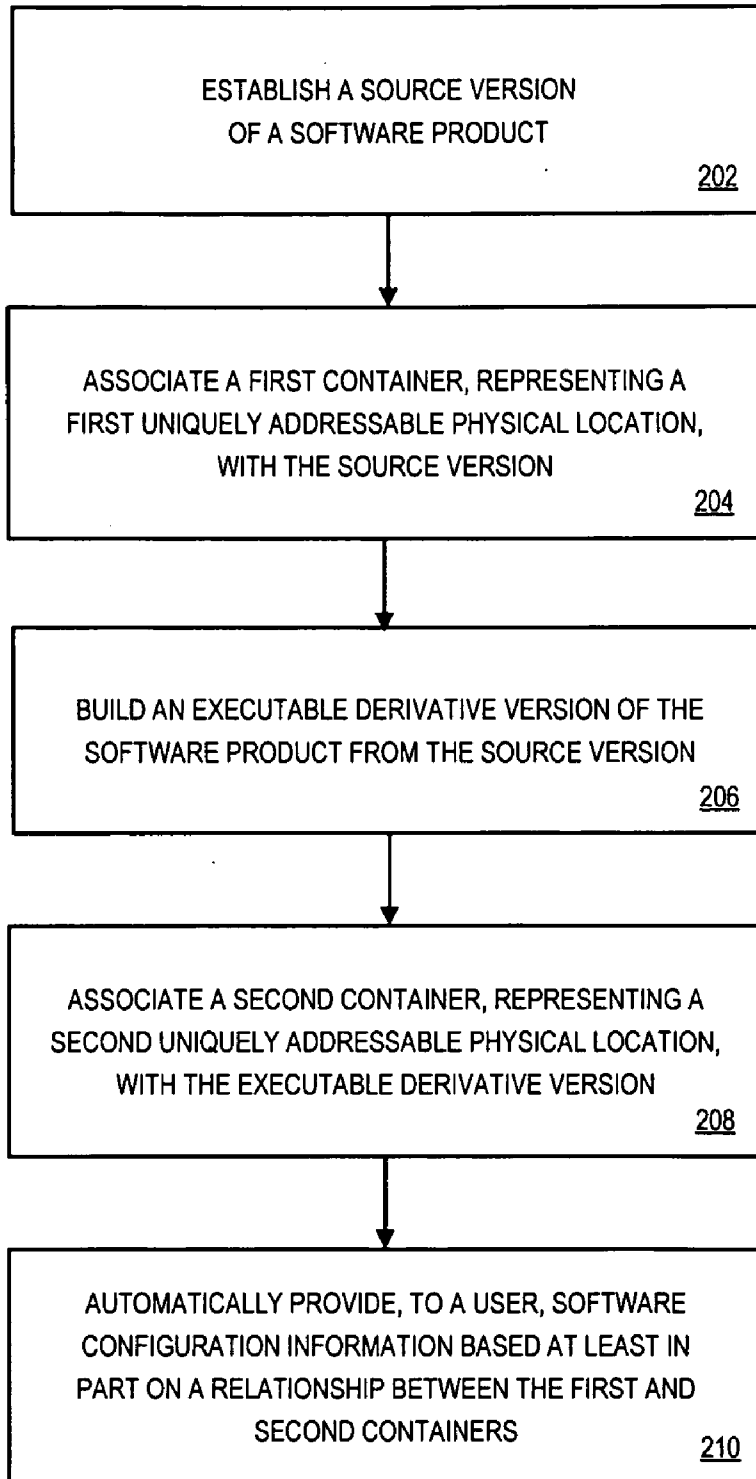 ESTABLISH A SOURCE VERSION
OF A SOFTWARE PRODUCT
202
ASSOCIATE A FIRST CONTAINER, REPRESENTING A
FIRST UNIQUELY ADDRESSABLE PHYSICAL LOCATION,
WITH THE SOURCE VERSION
204
BUILD AN EXECUTABLE DERIVATIVE VERSION OF THE
SOFTWARE PRODUCT FROM THE SOURCE VERSION
206
ASSOCIATE A SECOND CONTAINER, REPRESENTING A
SECOND UNIQUELY ADDRESSABLE PHYSICAL LOCATION,
WITH THE EXECUTABLE DERIVATIVE VERSION
208
AUTOMATICALLY PROVIDE, TO A USER, SOFTWARE
CONFIGURATION INFORMATION BASED AT LEAST IN
PART ON A RELATIONSHIP BETWEEN THE FIRST AND
SECOND CONTAINERS
210